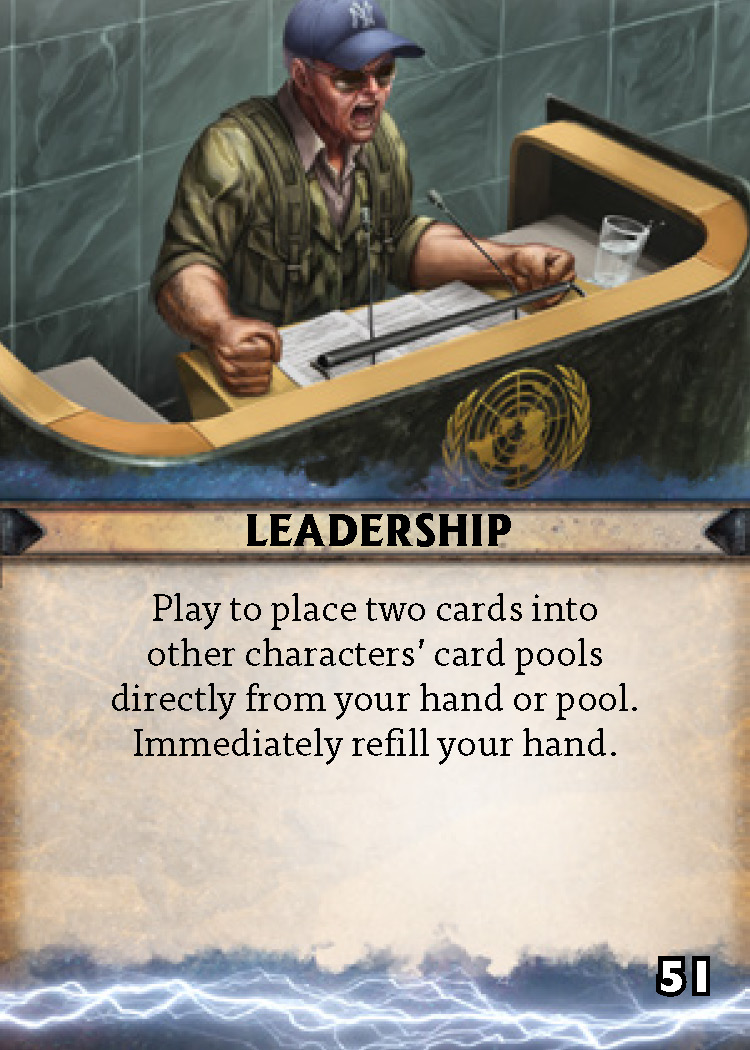 NY
LEADERSHIP
Play to place two cards into
other characters’ card pools
directly from your hand or pool.
Immediately refill your hand.
51